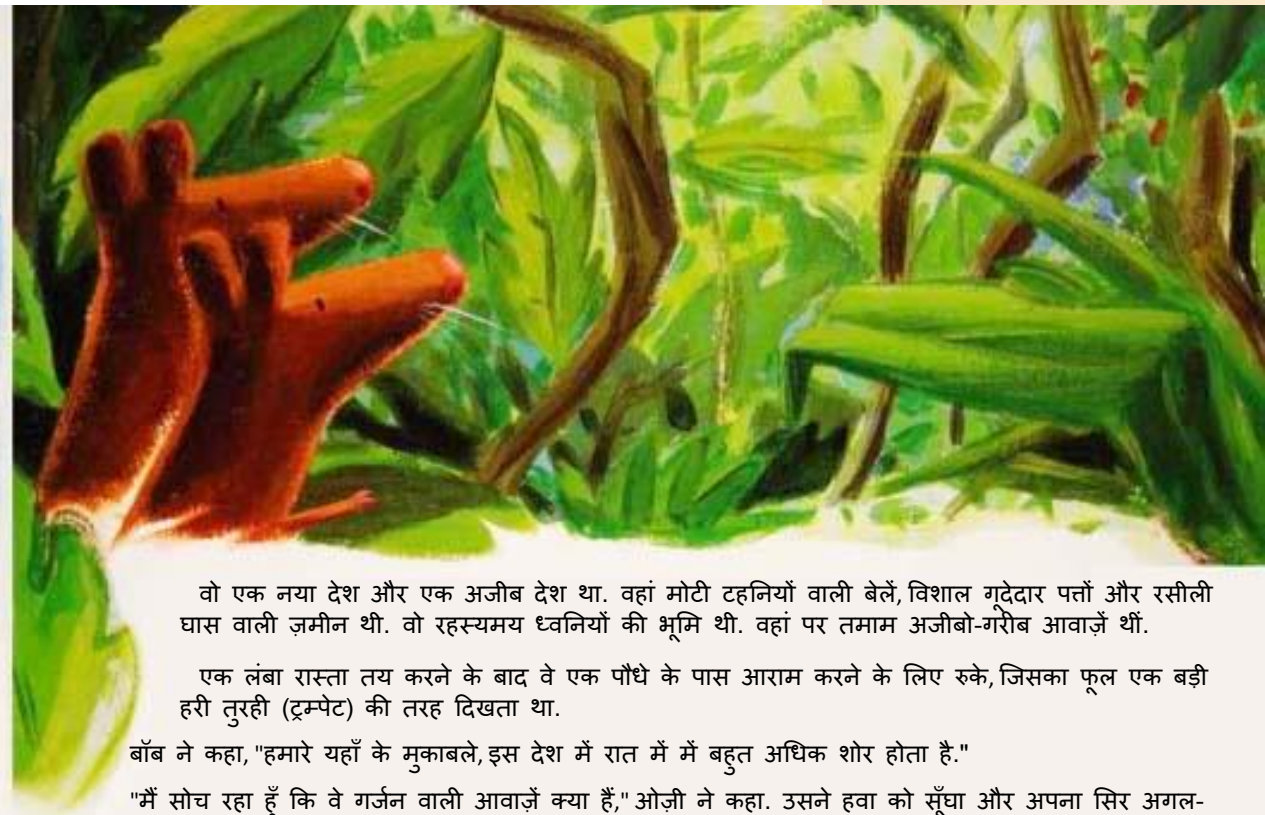 वो एक नया देश और एक अजीब देश था. वहां मोटी टहनियों वाली बेलें, विशाल गूदेदार पत्तों और रसीली
घास वाली ज़मीन थी. वो रहस्यमय ध्वनियों की भूमि थी. वहां पर तमाम अजीबो-गरीब आवाज़ें थीं.
एक लंबा रास्ता तय करने के बाद वे एक पौधे के पास आराम करने के लिए रुके, जिसका फूल एक बड़ी
हरी तुरही (ट्रम्पेट) की तरह दिखता था.
बॉब ने कहा, "हमारे यहाँ के मुकाबले, इस देश में रात में में बहुत अधिक शोर होता है."
"मैं सोच रहा हूँ कि वे गर्जन वाली आवाज़ें क्या हैं," ओज़ी ने कहा. उसने हवा को सूँघा और अपना सिर अगल-